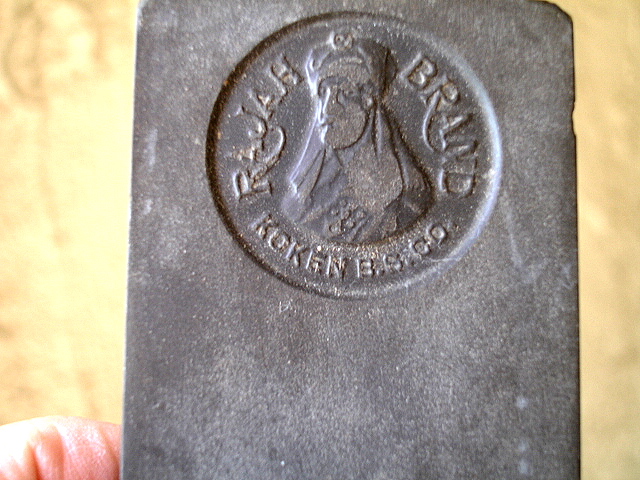 RAJAH BRAND
KOKEN B.S. CO.